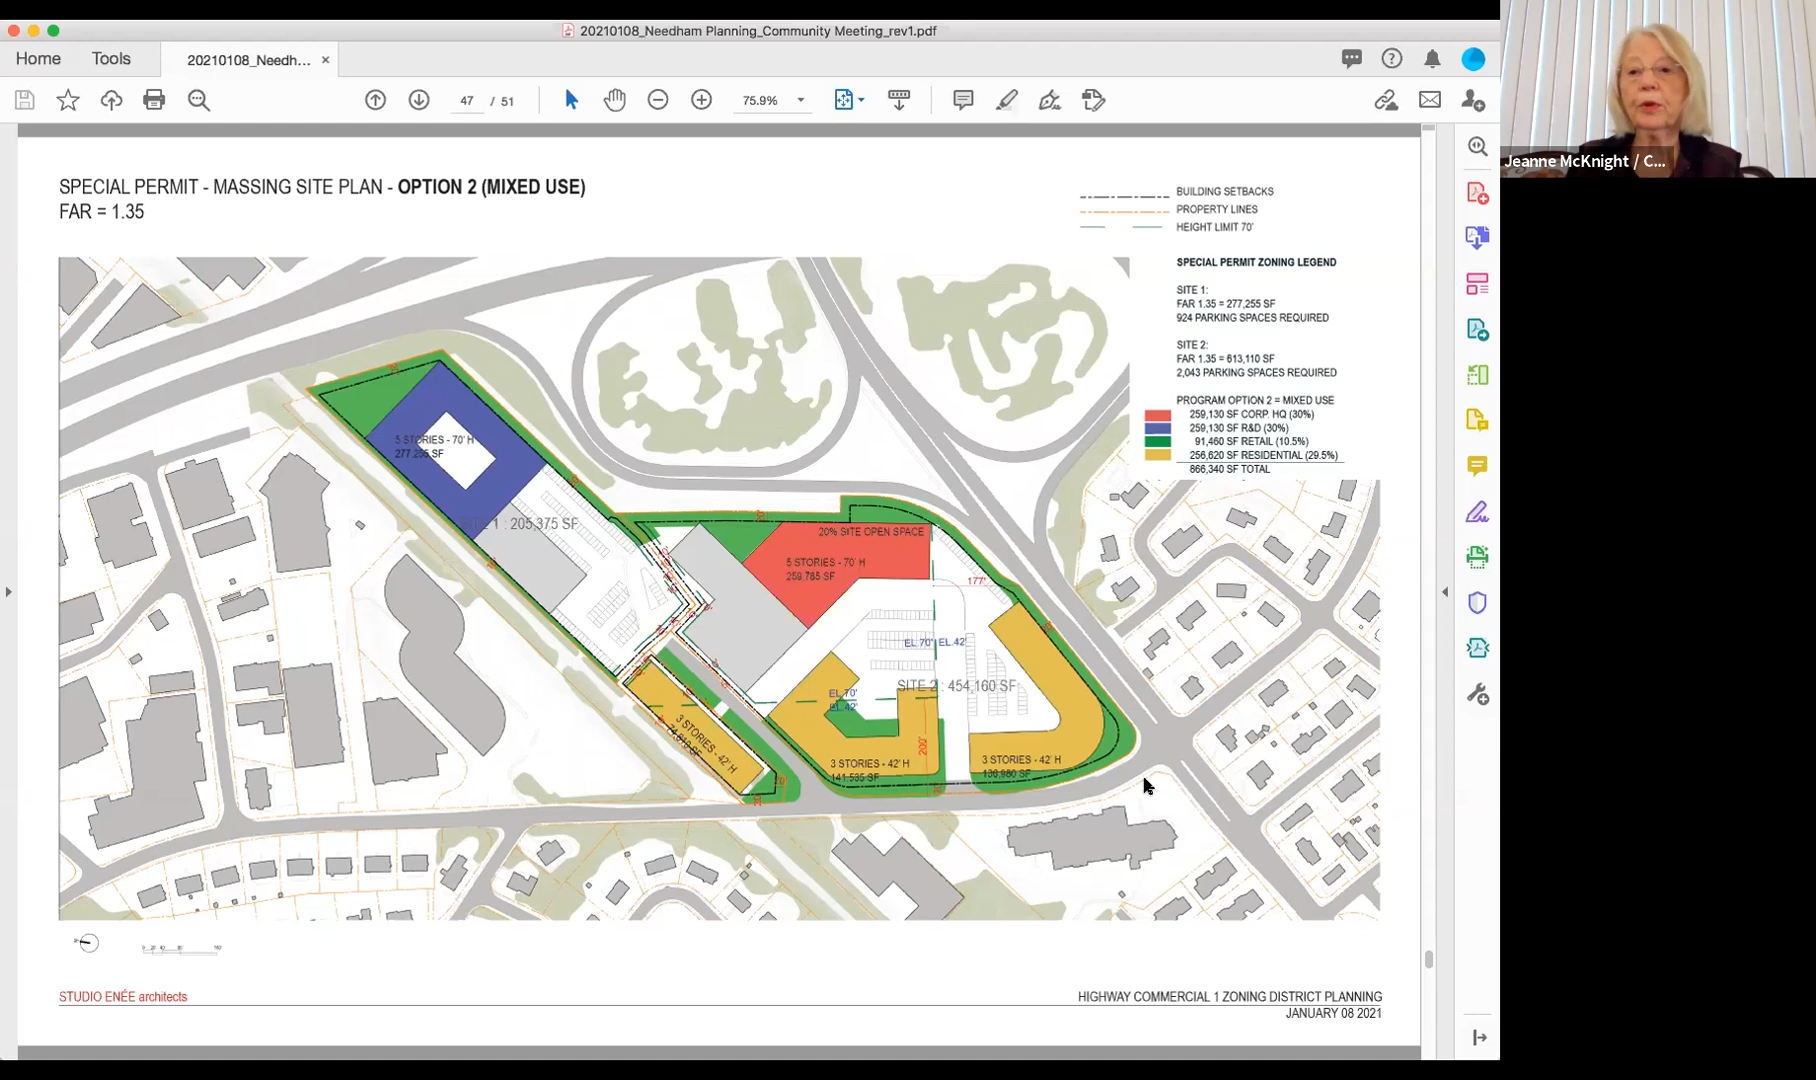 20210108_Needham Planning_Community Meeting_rev1.pdf
Home
Tools
20210108_Needh... ×
47 / 51
75.9%
Jeanne McKnight / C...
SPECIAL PERMIT - MASSING SITE PLAN - OPTION 2 (MIXED USE)
FAR = 1.35
BUILDING SETBACKS
PROPERTY LINES
HEIGHT LIMIT 70'
SPECIAL PERMIT ZONING LEGEND
SITE 1:
FAR 1.35 = 277,255 SF
924 PARKING SPACES REQUIRED
SITE 2:
FAR 1.35 = 613,110 SF
2,043 PARKING SPACES REQUIRED
PROGRAM OPTION 2 = MIXED USE
259,130 SF CORP. HQ (30%)
259,130 SF R&D (30%)
91,460 SF RETAIL (10.5%)
256,620 SF RESIDENTIAL (29.5%)
866,340 SF TOTAL
5 STORIES - 70' H
277,255 SF
1 : 205,375 SF
20% SITE OPEN SPACE
5 STORIES - 70' H
259,765 SF
177'
EL 70' EL.42'
SITE 2 : 454,160 SF
EL 70'
EL.42'
3 STORIES - 42' H
200'
3 STORIES - 42' H
141,535 SF
3 STORIES - 42' H
STUDIO ENÉE architects
HIGHWAY COMMERCIAL 1 ZONING DISTRICT PLANNING
JANUARY 08 2021